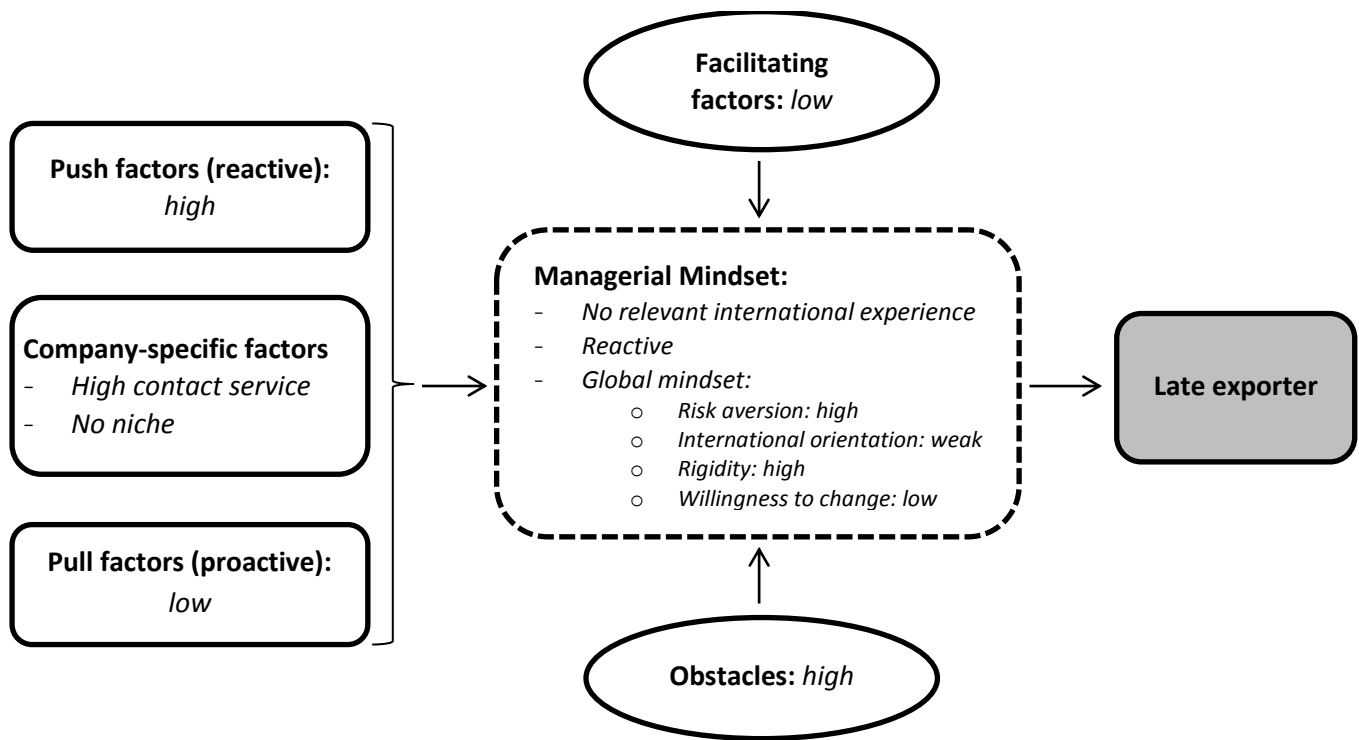 Facilitating
factors: low
Push factors (reactive):
high
Company-specific factors
- High contact service
- No niche
Pull factors (proactive):
low
Managerial Mindset:
- No relevant international experience
- Reactive
- Global mindset:
o Risk aversion: high
o International orientation: weak
o Rigidity: high
o Willingness to change: low
Late exporter
Obstacles: high